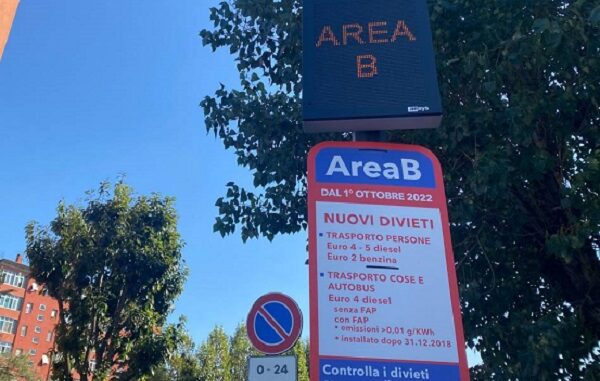 AREA
B
AreaB
DAL 1° OTTOBRE 2022
NUOVI DIVIETI
TRASPORTO PERSONE
Euro 4 - 5 diesel
Euro 2 benzina
TRASPORTO COSE E
AUTOBUS
Euro 4 diesel
senza FAP
con FAP
• emissioni >0,01 g/KWh
• installato dopo 31.12.2018
Controlla i divieti
0 - 24